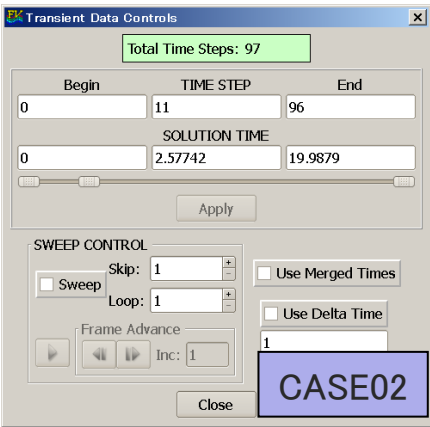 FV Transient Data Controls
Total Time Steps: 97
Begin TIME STEP End
0 11 96
SOLUTION TIME
0 2.57742 19.9879
Apply
SWEEP CONTROL
Sweep
Skip: 1
Loop: 1
Frame Advance
Inc: 1
Use Merged Times
Use Delta Time
1
CASE02
Close